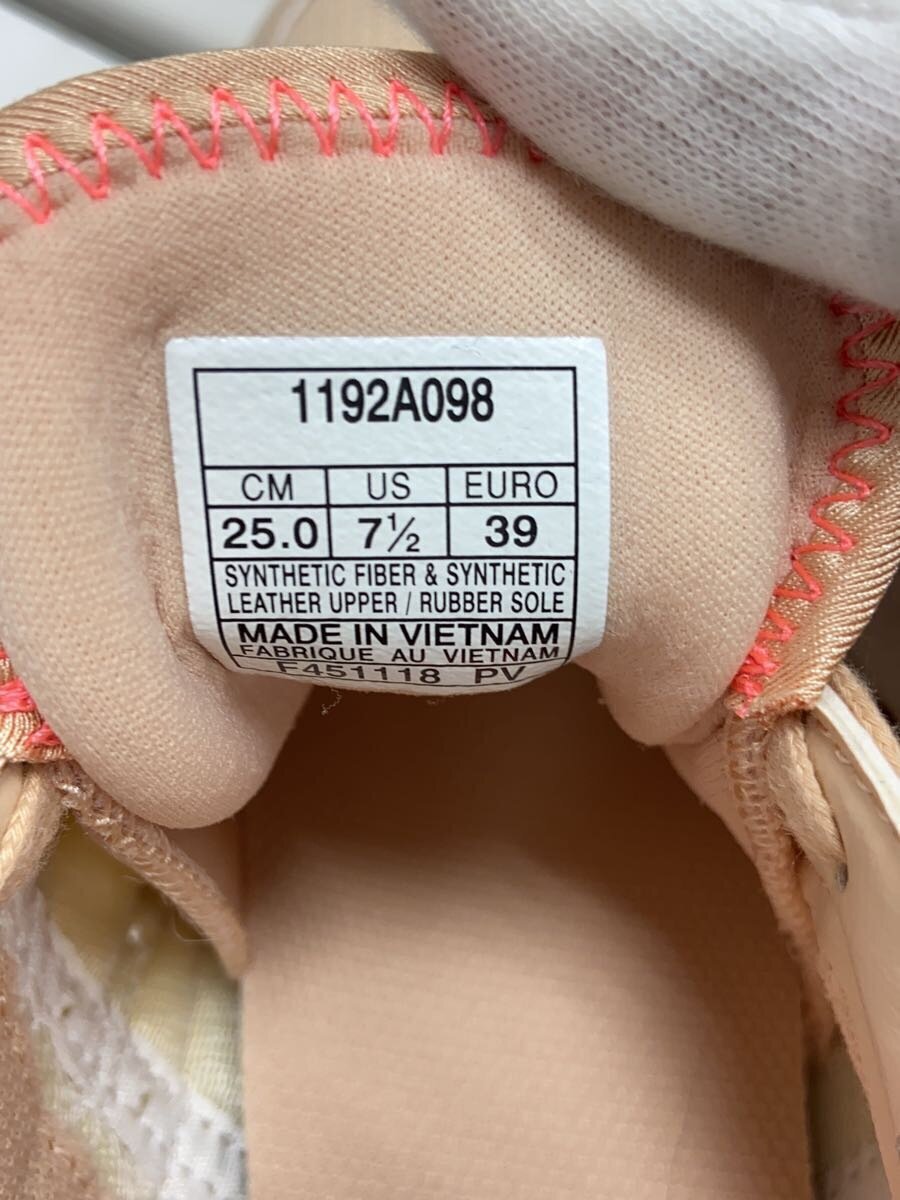 1192A098
CM US EURO
25.0 7½ 39
SYNTHETIC FIBER & SYNTHETIC
LEATHER UPPER / RUBBER SOLE
MADE IN VIETNAM
FABRIQUE AU VIETNAM
F451118 PV